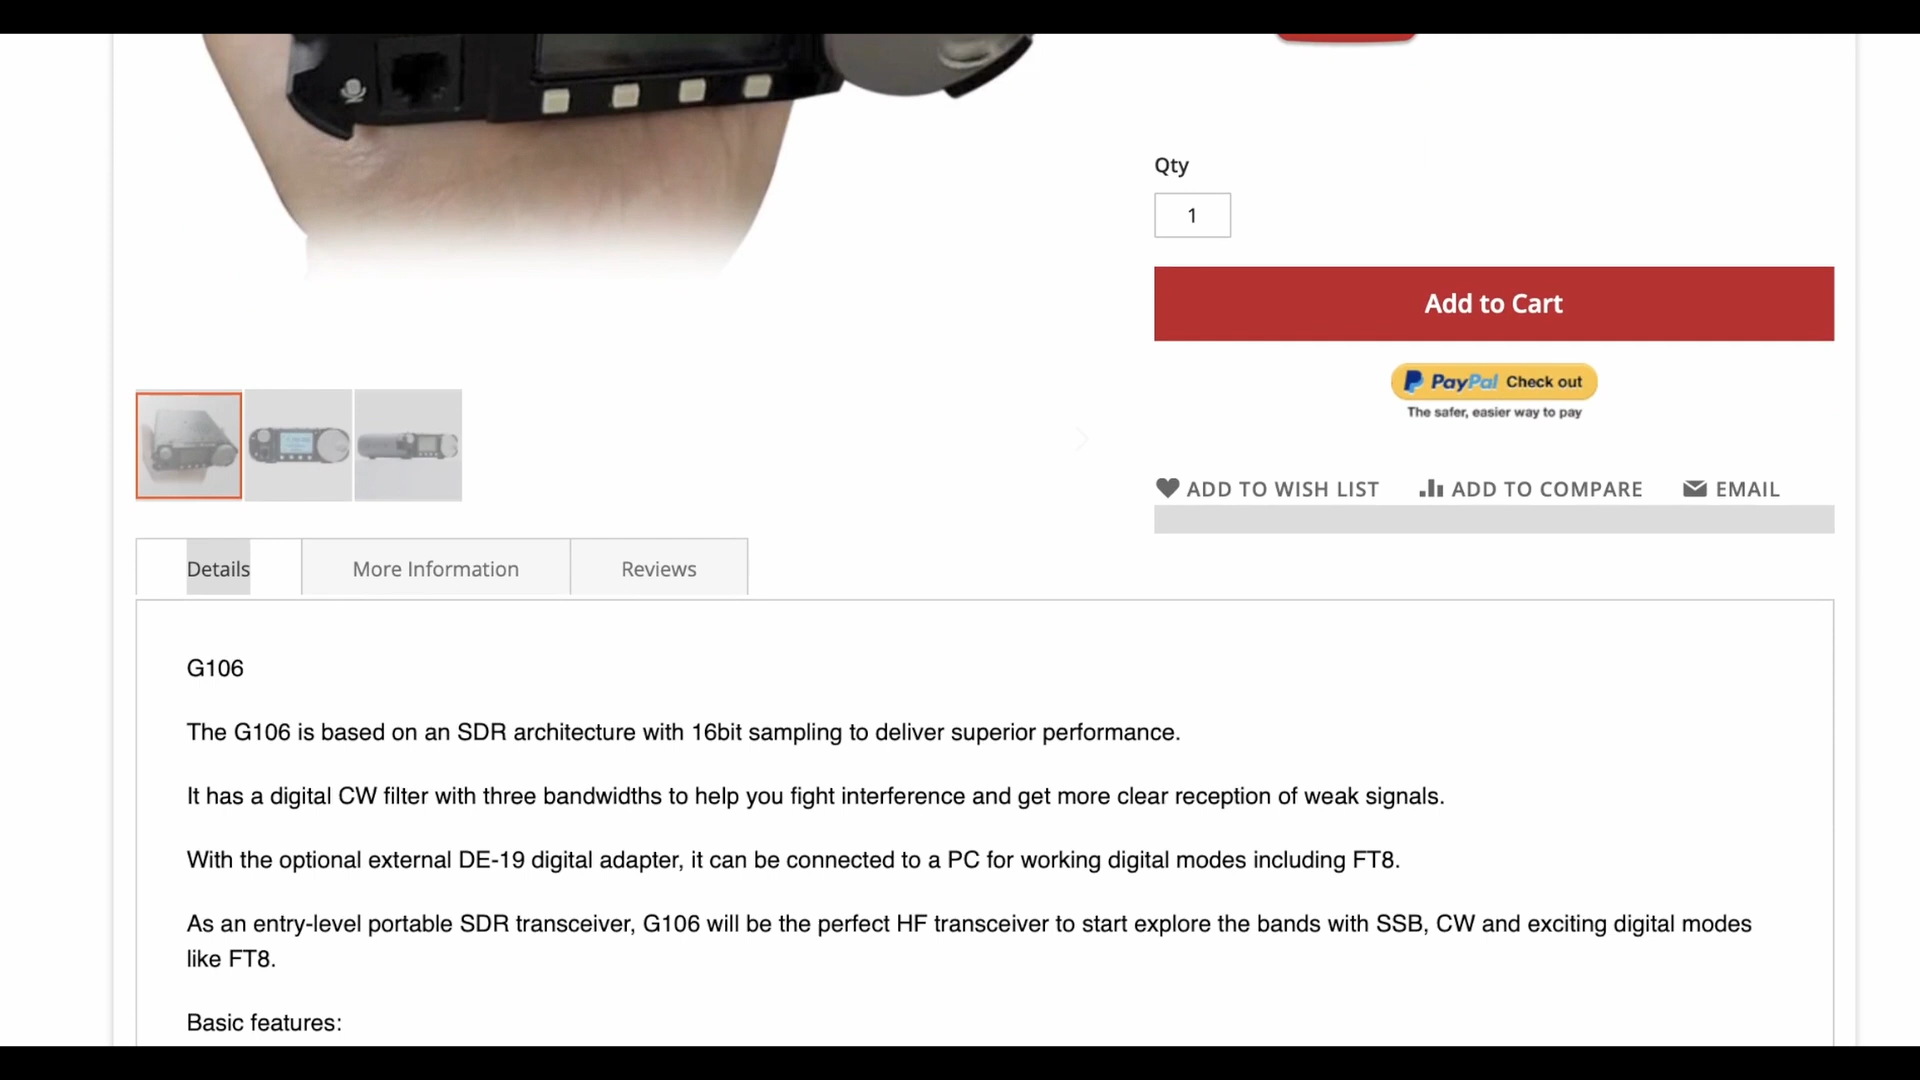 Qty
1
Add to Cart
PayPal Check out
The safer, easier way to pay
ADD TO WISH LIST
ADD TO COMPARE
EMAIL
Details
More Information
Reviews
G106
The G106 is based on an SDR architecture with 16bit sampling to deliver superior performance.
It has a digital CW filter with three bandwidths to help you fight interference and get more clear reception of weak signals.
With the optional external DE-19 digital adapter, it can be connected to a PC for working digital modes including FT8.
As an entry-level portable SDR transceiver, G106 will be the perfect HF transceiver to start explore the bands with SSB, CW and exciting digital modes
like FT8.
Basic features: